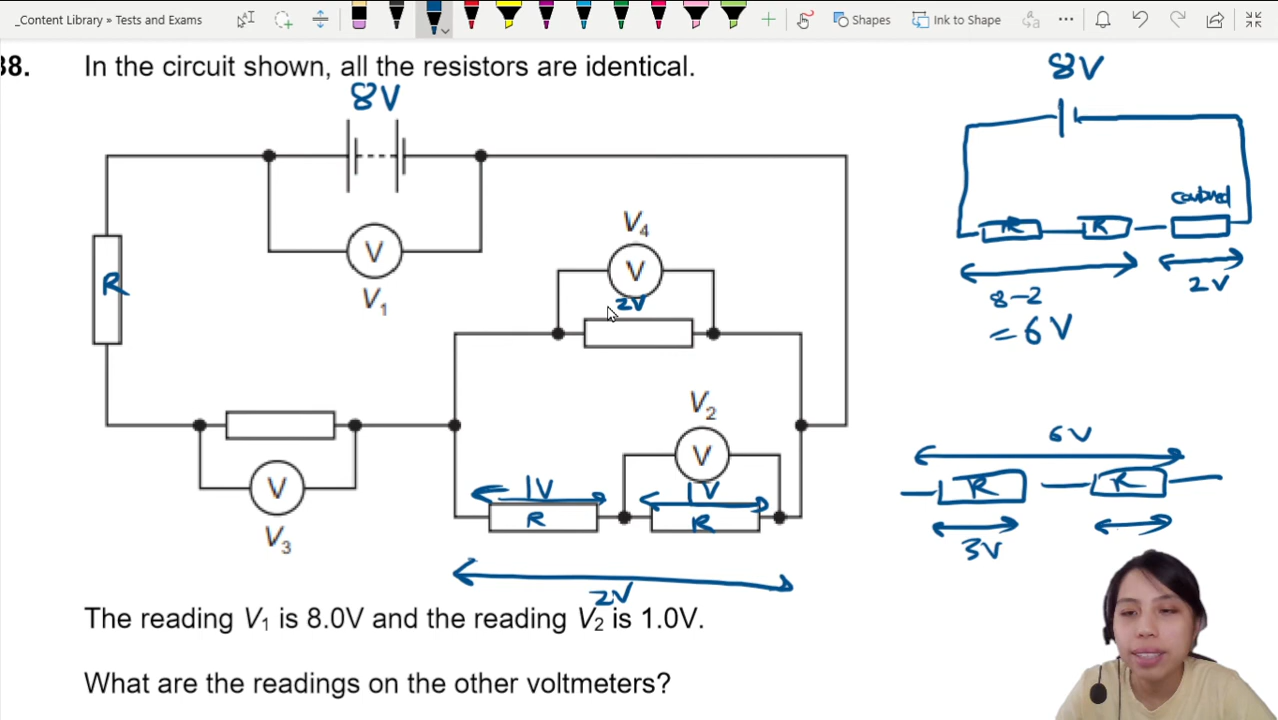 _Content Library » Tests and Exams
Shapes
Ink to Shape
38. In the circuit shown, all the resistors are identical.
8V
8V
V
V1
R
V4
V
2V
V2
V
1V
1V
R
R
2V
V
V3
R
R
8-2
= 6V
2V
6V
R
R
3V
The reading V1 is 8.0V and the reading V2 is 1.0V.
What are the readings on the other voltmeters?